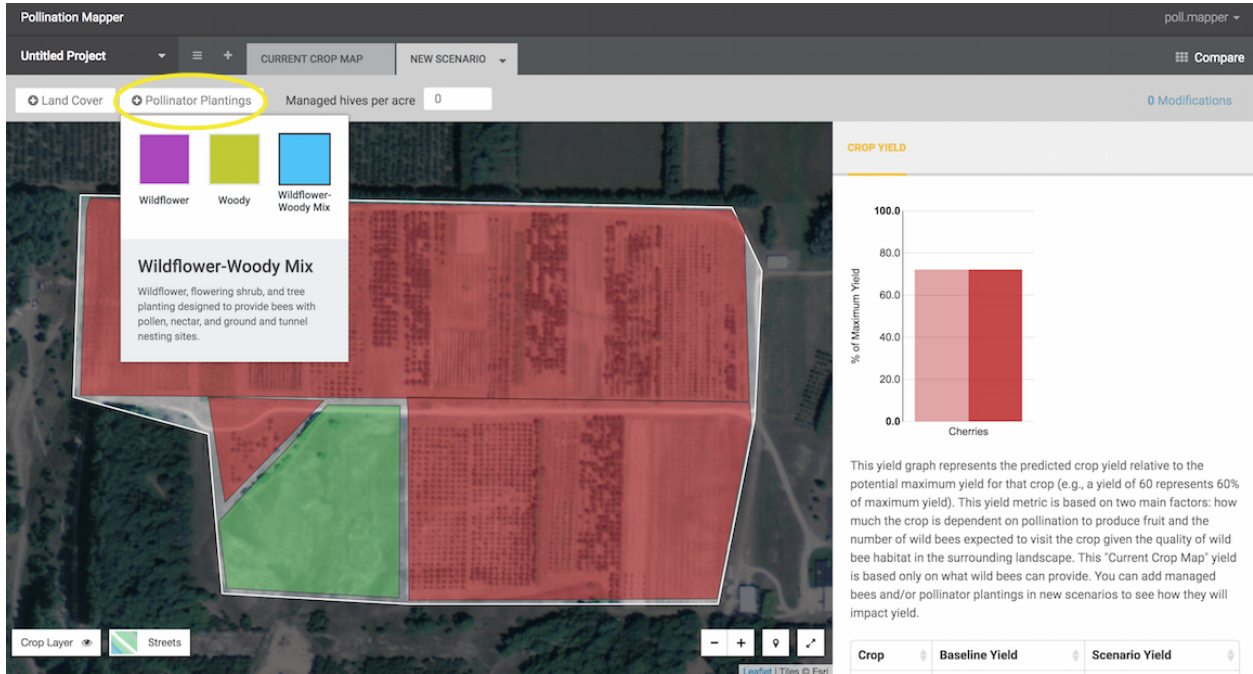 Pollination Mapper
poll.mapper
Untitled Project
CURRENT CROP MAP
NEW SCENARIO
Compare
Land Cover
Pollinator Plantings
Managed hives per acre
0
0 Modifications
Wildflower
Woody
Wildflower-
Woody Mix
Wildflower-Woody Mix
Wildflower, flowering shrub, and tree
planting designed to provide bees with
pollen, nectar, and ground and tunnel
nesting sites.
Crop Layer
Streets
Leaflet | Tiles © Esri
CROP YIELD
% of Maximum Yield
100.0
80.0
60.0
40.0
20.0
0.0
Cherries
This yield graph represents the predicted crop yield relative to the
potential maximum yield for that crop (e.g., a yield of 60 represents 60%
of maximum yield). This yield metric is based on two main factors: how
much the crop is dependent on pollination to produce fruit and the
number of wild bees expected to visit the crop given the quality of wild
bee habitat in the surrounding landscape. This "Current Crop Map" yield
is based only on what wild bees can provide. You can add managed
bees and/or pollinator plantings in new scenarios to see how they will
impact yield.
Crop
Baseline Yield
Scenario Yield